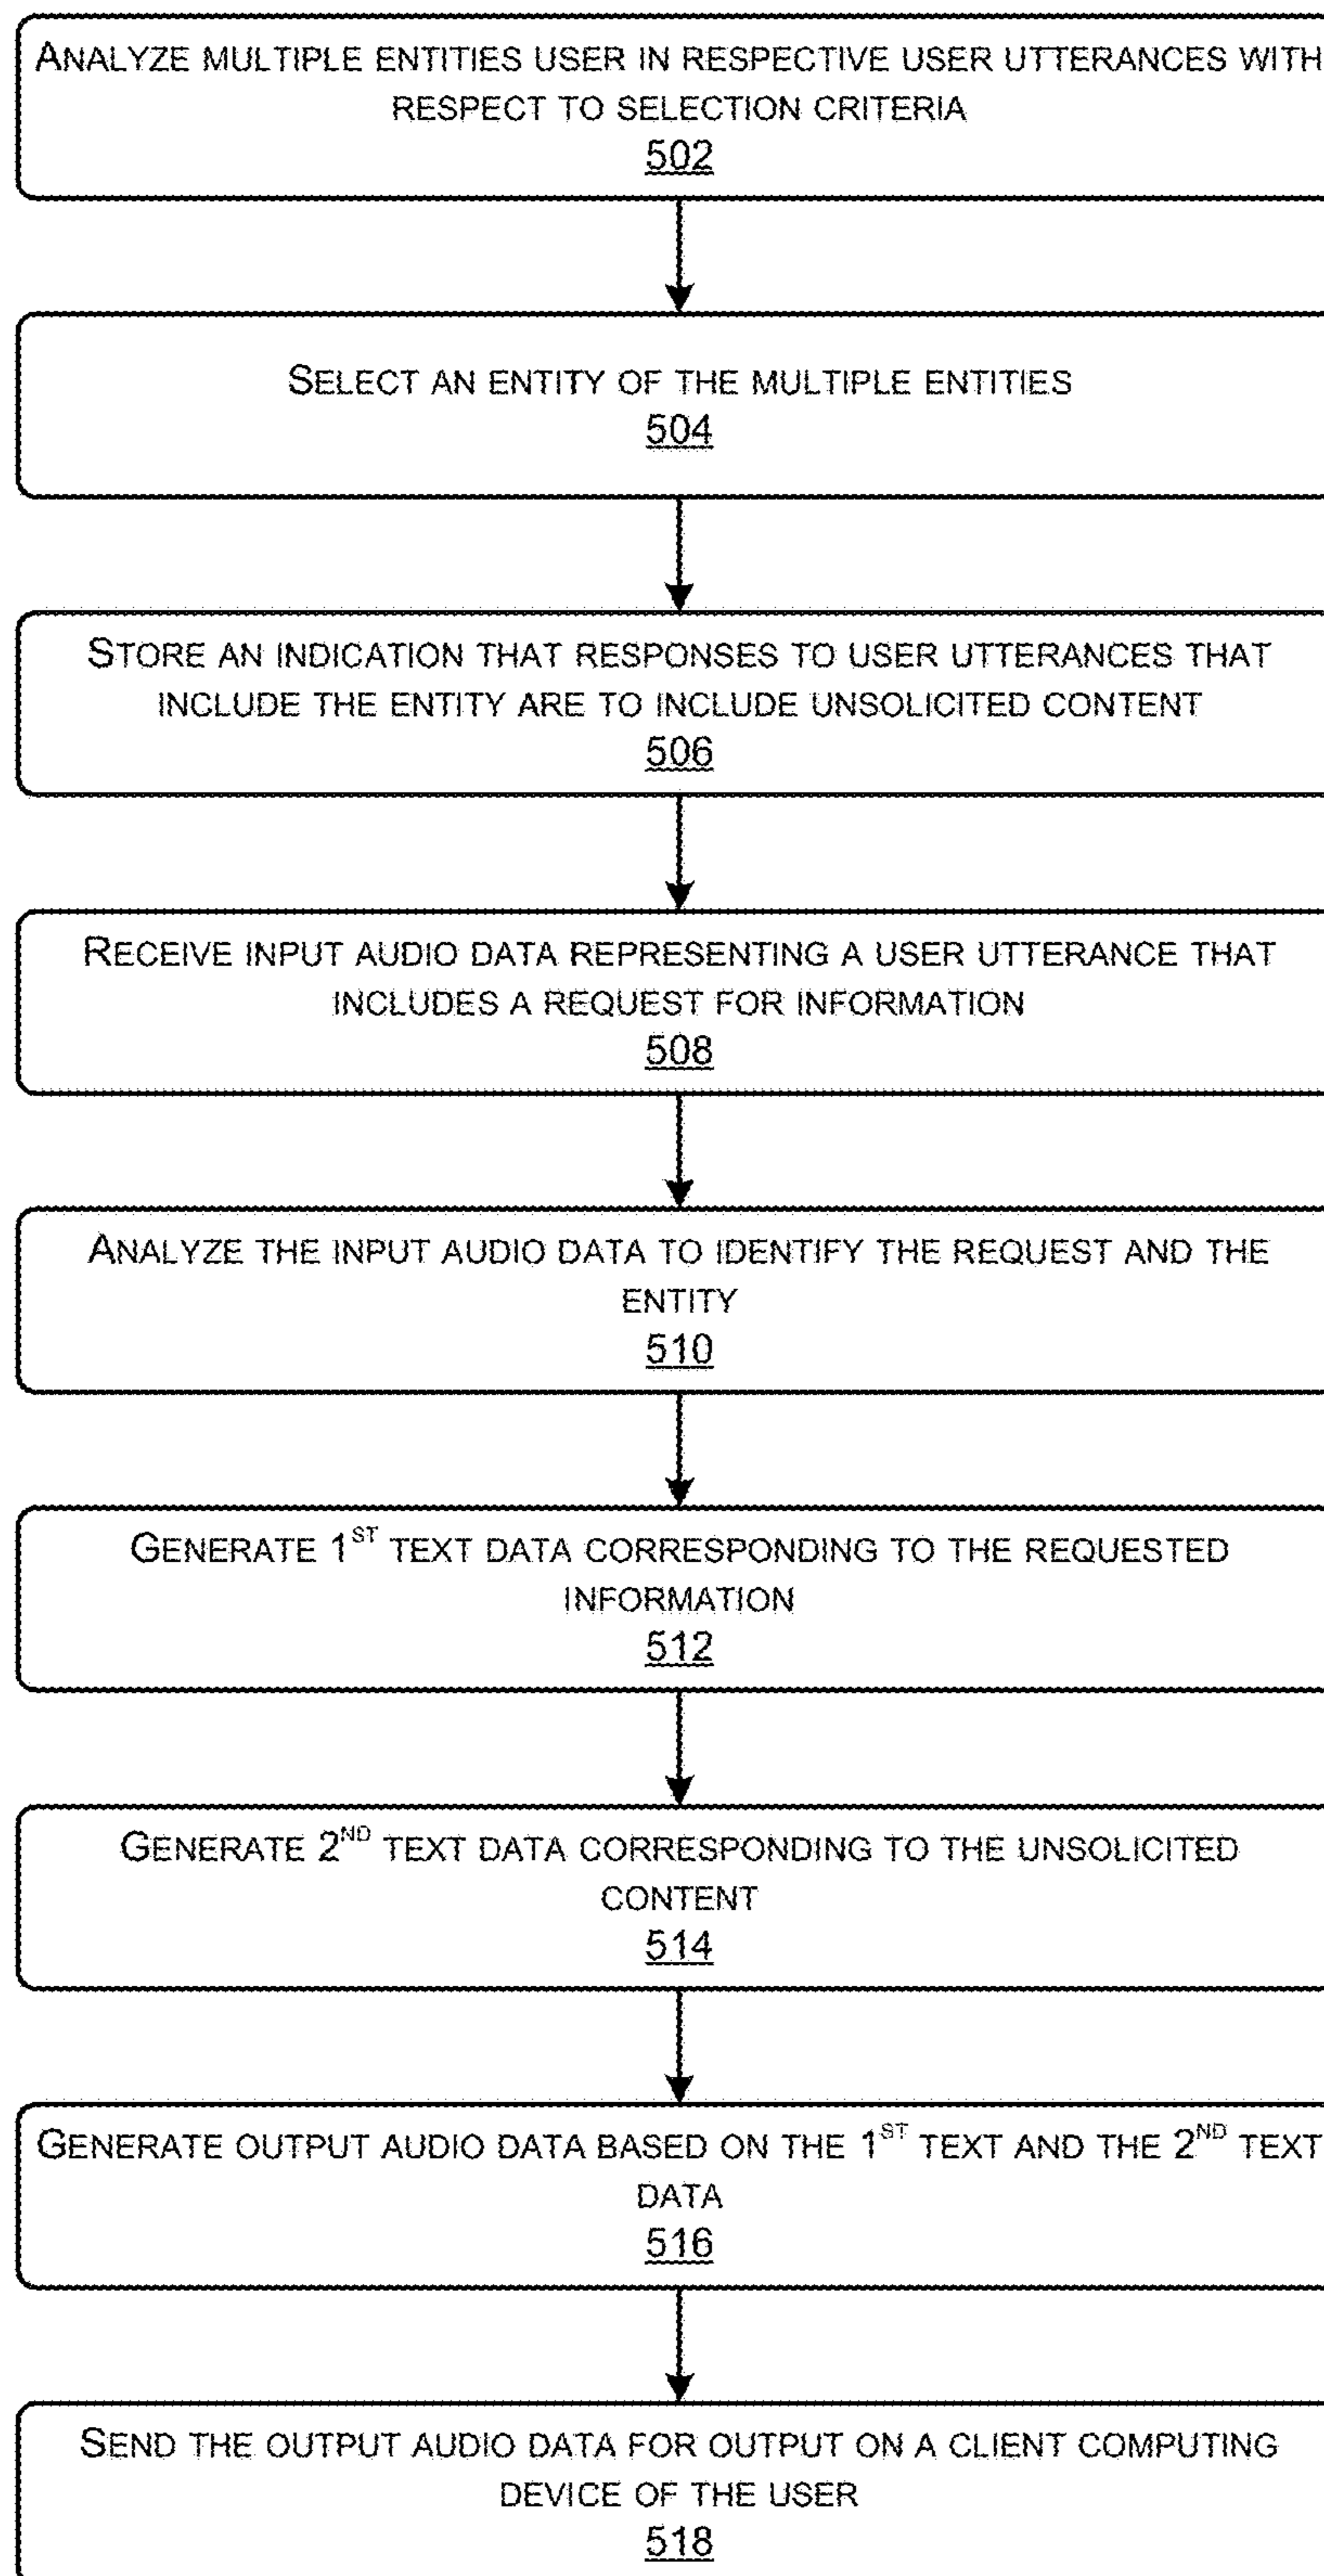 ANALYZE MULTIPLE ENTITIES USER IN RESPECTIVE USER UTTERANCES WITH
RESPECT TO SELECTION CRITERIA
502
SELECT AN ENTITY OF THE MULTIPLE ENTITIES
504
STORE AN INDICATION THAT RESPONSES TO USER UTTERANCES THAT
INCLUDE THE ENTITY ARE TO INCLUDE UNSOLICITED CONTENT
506
RECEIVE INPUT AUDIO DATA REPRESENTING A USER UTTERANCE THAT
INCLUDES A REQUEST FOR INFORMATION
508
ANALYZE THE INPUT AUDIO DATA TO IDENTIFY THE REQUEST AND THE
ENTITY
510
GENERATE 1ST TEXT DATA CORRESPONDING TO THE REQUESTED
INFORMATION
512
GENERATE 2ND TEXT DATA CORRESPONDING TO THE UNSOLICITED
CONTENT
514
GENERATE OUTPUT AUDIO DATA BASED ON THE 1ST TEXT AND THE 2ND TEXT
DATA
516
SEND THE OUTPUT AUDIO DATA FOR OUTPUT ON A CLIENT COMPUTING
DEVICE OF THE USER
518